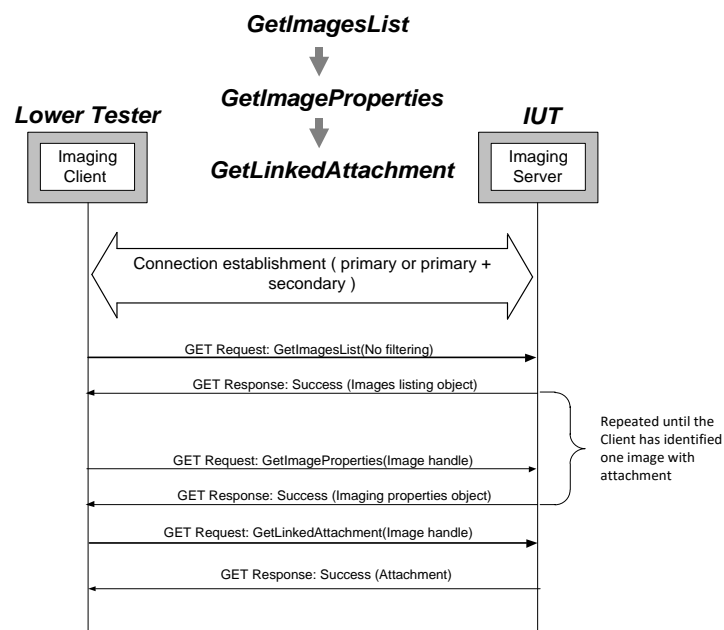 GetImagesList
GetImageProperties
Lower Tester
IUT
GetLinkedAttachment
Imaging
Client
Imaging
Server
Connection establishment ( primary or primary +
secondary )
GET Request: GetImagesList(No filtering)
GET Response: Success (Images listing object)
Repeated until the
Client has identified
one image with
attachment
GET Request: GetImageProperties(Image handle)
GET Response: Success (Imaging properties object)
GET Request: GetLinkedAttachment(Image handle)
GET Response: Success (Attachment)